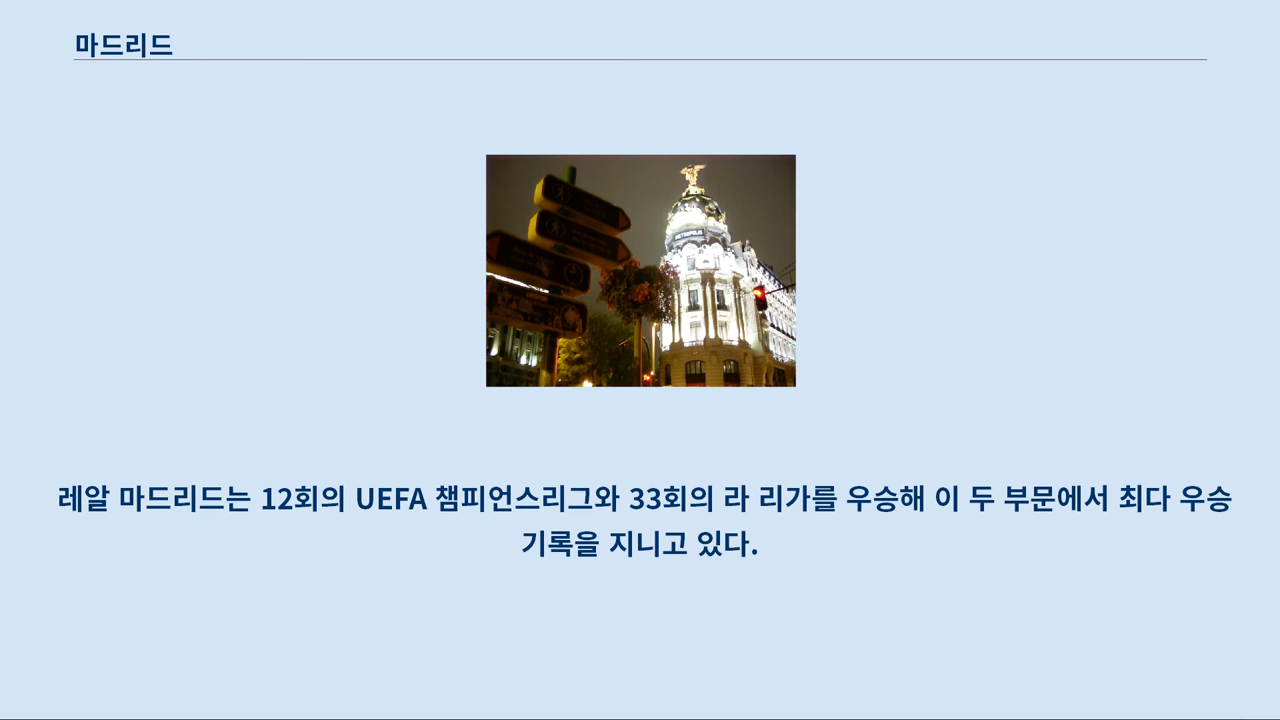 마드리드
METROPOLIS
레알 마드리드는 12회의 UEFA 챔피언스리그와 33회의 라 리가를 우승해 이 두 부문에서 최다 우승
기록을 지니고 있다.